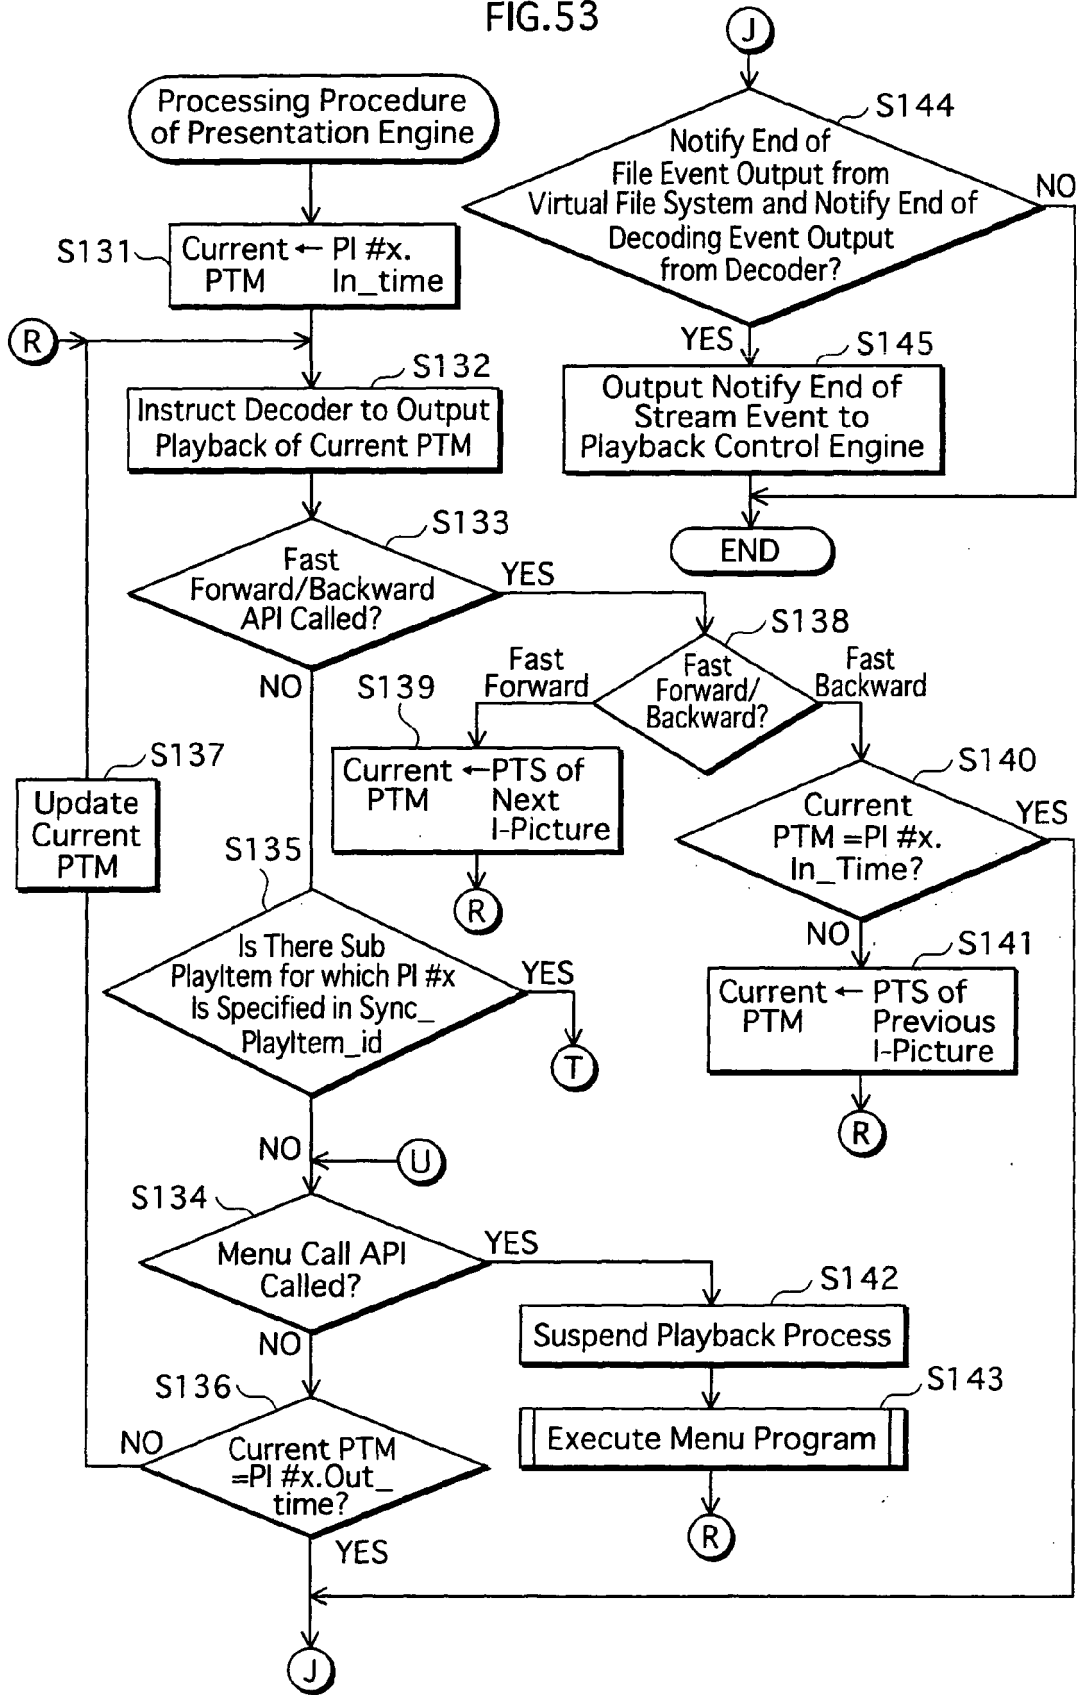 FIG.53
Processing Procedure
of Presentation Engine
S131
Current ← PI #x.
PTM In_time
R
S132
Instruct Decoder to Output
Playback of Current PTM
S133
Fast
Forward/Backward
API Called?
YES
NO
S138
Fast
Forward/
Backward?
Fast
Forward
Fast
Backward
S139
Current ← PTS of
PTM Next
I-Picture
R
S140
Current
PTM =PI #x.
In_Time?
YES
NO
S141
Current ← PTS of
PTM Previous
I-Picture
R
S137
Update
Current
PTM
S135
Is There Sub
PlayItem for which PI #x
Is Specified in Sync_
PlayItem_id
YES
T
NO
U
S134
Menu Call API
Called?
YES
NO
S142
Suspend Playback Process
S143
Execute Menu Program
R
S136
Current PTM
=PI #x.Out_
time?
NO
YES
J
J
S144
Notify End of
File Event Output from
Virtual File System and Notify End of
Decoding Event Output
from Decoder?
NO
YES
S145
Output Notify End of
Stream Event to
Playback Control Engine
END